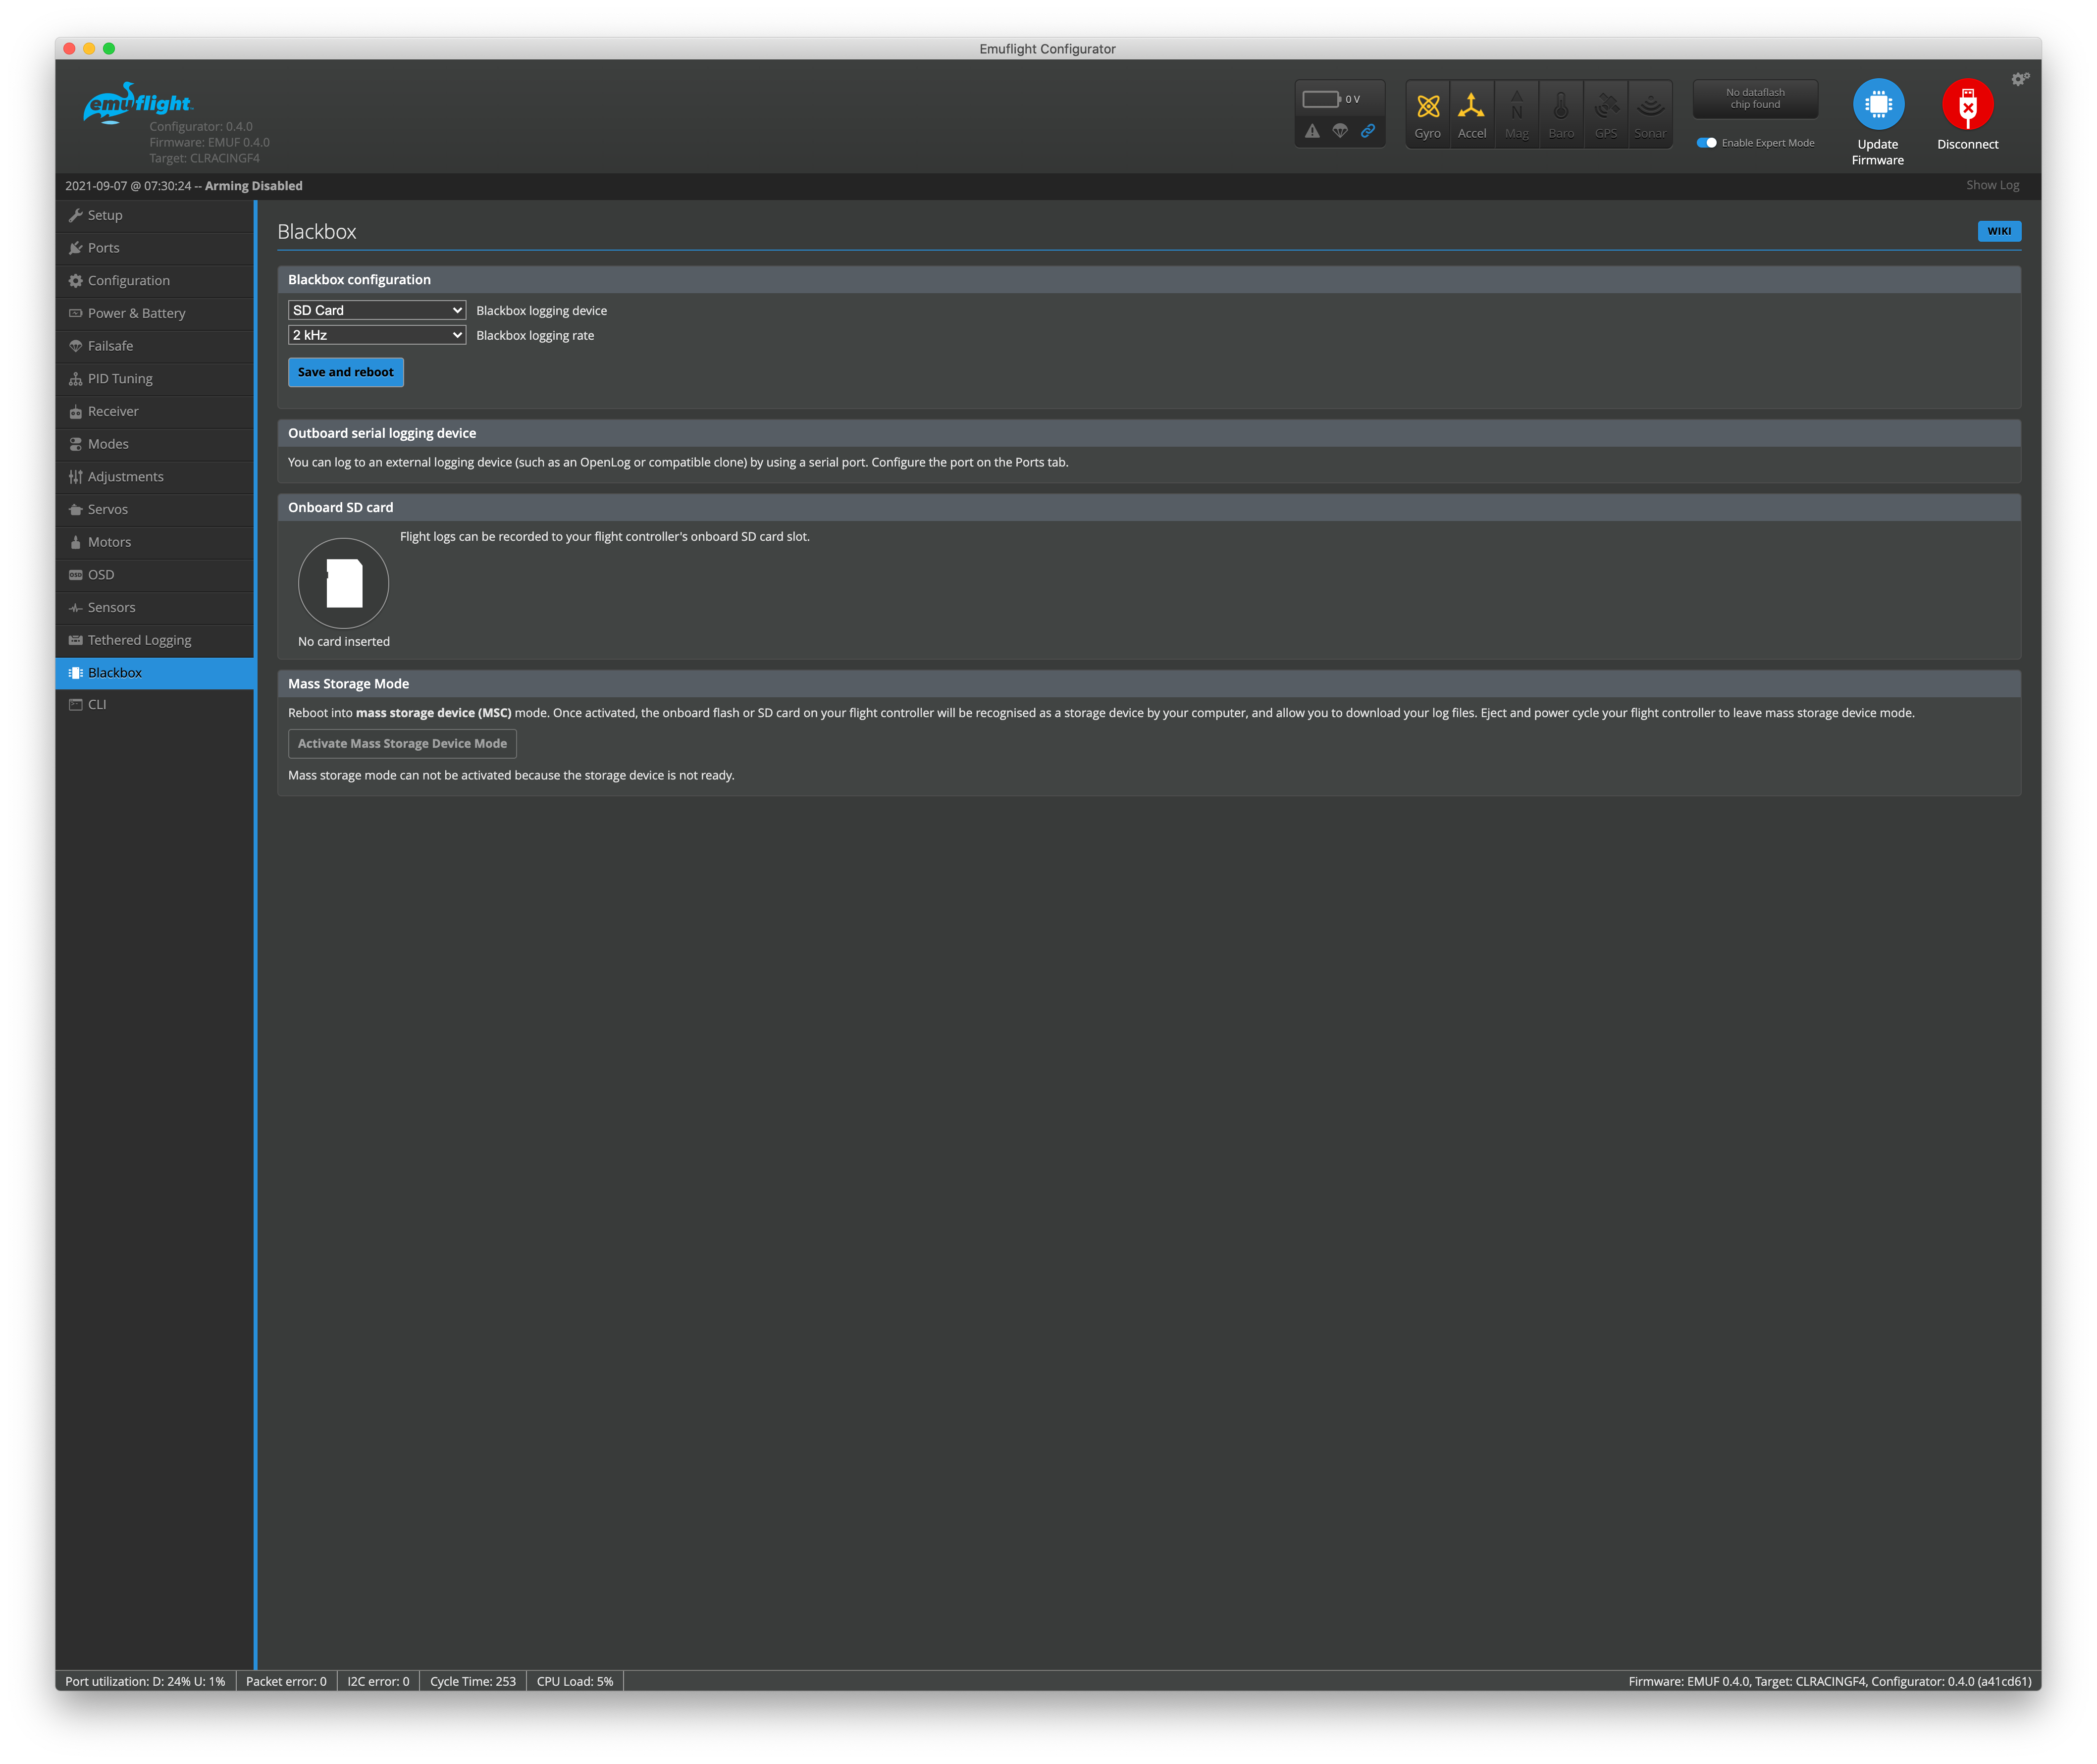 Emuflight Configurator
emuflight
Configurator: 0.4.0
Firmware: EMUF 0.4.0
Target: CLRACINGF4
0 V
Gyro
Accel
Mag
N
Baro
GPS
Sonar
No dataflash
chip found
Enable Expert Mode
Update
Firmware
Disconnect
2021-09-07 @ 07:30:24 -- Arming Disabled
Show Log
Setup
Ports
Configuration
Power & Battery
Failsafe
PID Tuning
Receiver
Modes
Adjustments
Servos
Motors
OSD
OSD
Sensors
Tethered Logging
Blackbox
CLI
Blackbox
WIKI
Blackbox configuration
SD Card
Blackbox logging device
2 kHz
Blackbox logging rate
Save and reboot
Outboard serial logging device
You can log to an external logging device (such as an OpenLog or compatible clone) by using a serial port. Configure the port on the Ports tab.
Onboard SD card
Flight logs can be recorded to your flight controller's onboard SD card slot.
No card inserted
Mass Storage Mode
Reboot into mass storage device (MSC) mode. Once activated, the onboard flash or SD card on your flight controller will be recognised as a storage device by your computer, and allow you to download your log files. Eject and power cycle your flight controller to leave mass storage device mode.
Activate Mass Storage Device Mode
Mass storage mode can not be activated because the storage device is not ready.
Port utilization: D: 24% U: 1%
Packet error: 0
I2C error: 0
Cycle Time: 253
CPU Load: 5%
Firmware: EMUF 0.4.0, Target: CLRACINGF4, Configurator: 0.4.0 (a41cd61)